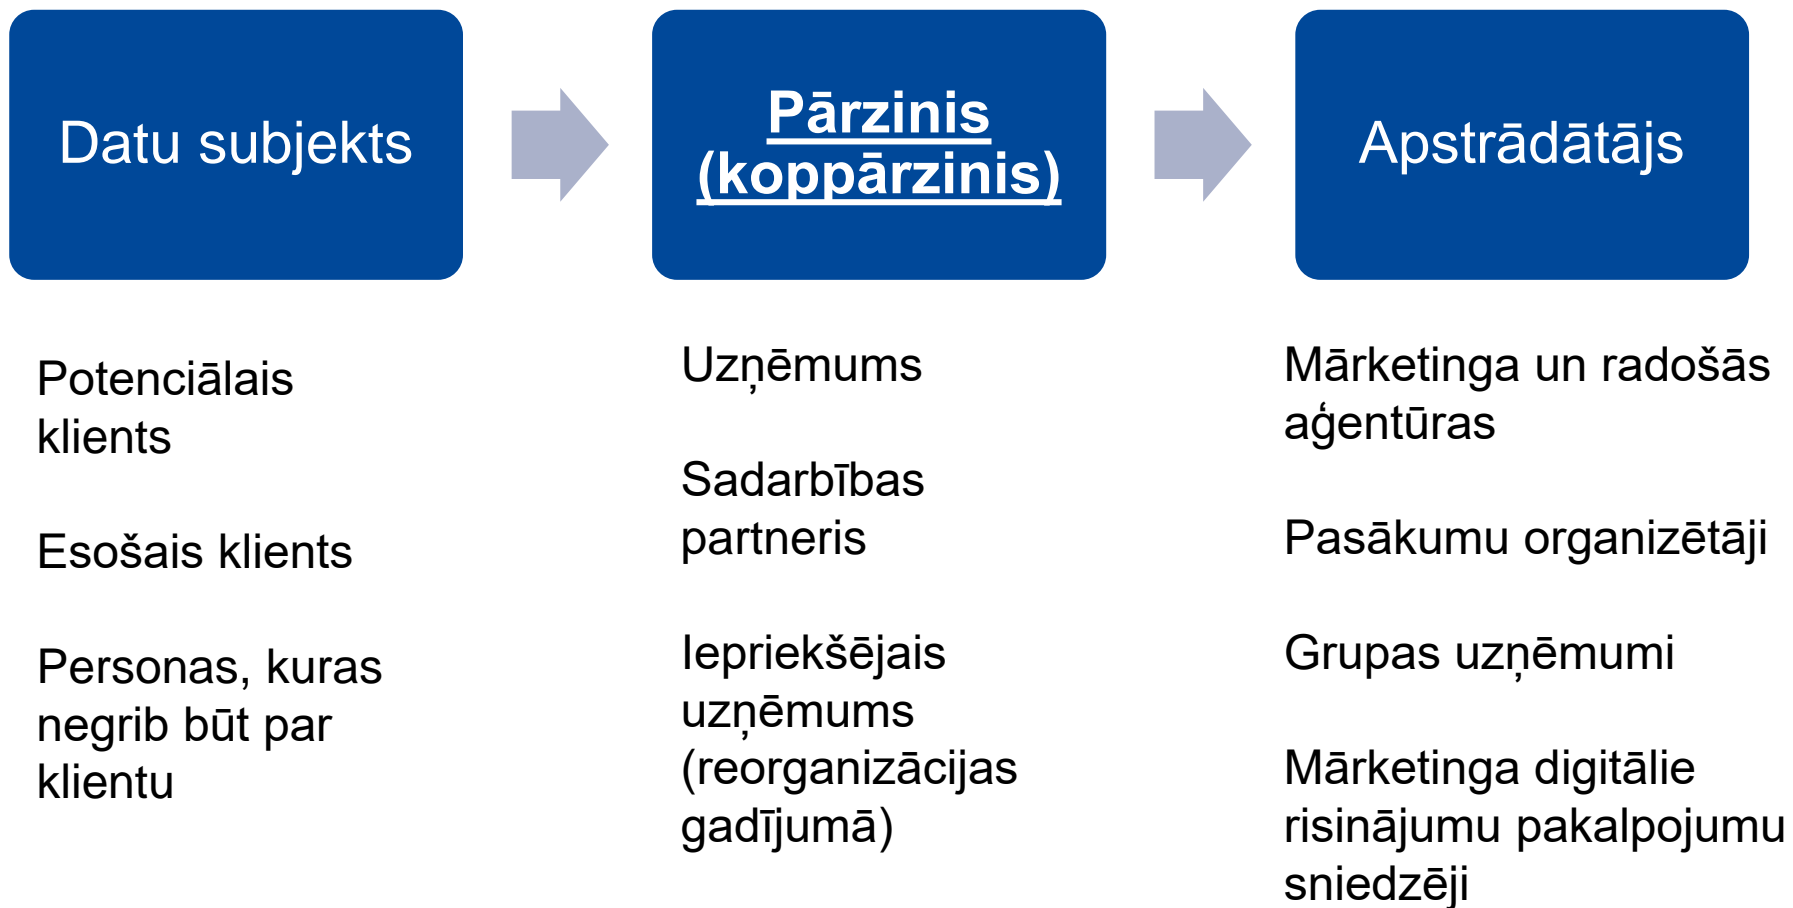 Datu subjekts
Pārzinis
(koppārzinis)
Apstrādātājs
Potenciālais
klients
Esošais klients
Personas, kuras
negrib būt par
klientu
Uzņēmums
Sadarbības
partneris
Iepriekšējais
uzņēmums
(reorganizācijas
gadījumā)
Mārketinga un radošās
aģentūras
Pasākumu organizētāji
Grupas uzņēmumi
Mārketinga digitālie
risinājumu pakalpojumu
sniedzēji